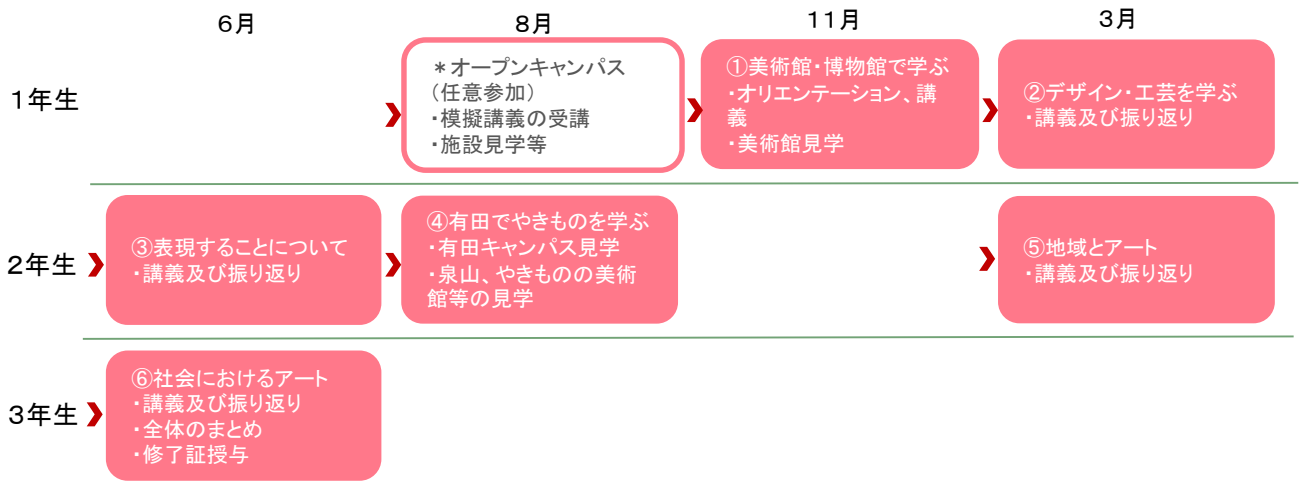 6月
8月
11月
3月
1年生
＊オープンキャンパス
（任意参加）
・模擬講義の受講
・施設見学等
①美術館・博物館で学ぶ
・オリエンテーション、講
義
・美術館見学
②デザイン・工芸を学ぶ
・講義及び振り返り
2年生
③表現することについて
・講義及び振り返り
④有田でやきものを学ぶ
・有田キャンパス見学
・泉山、やきものの美術
館等の見学
⑤地域とアート
・講義及び振り返り
3年生
⑥社会におけるアート
・講義及び振り返り
・全体のまとめ
・修了証授与